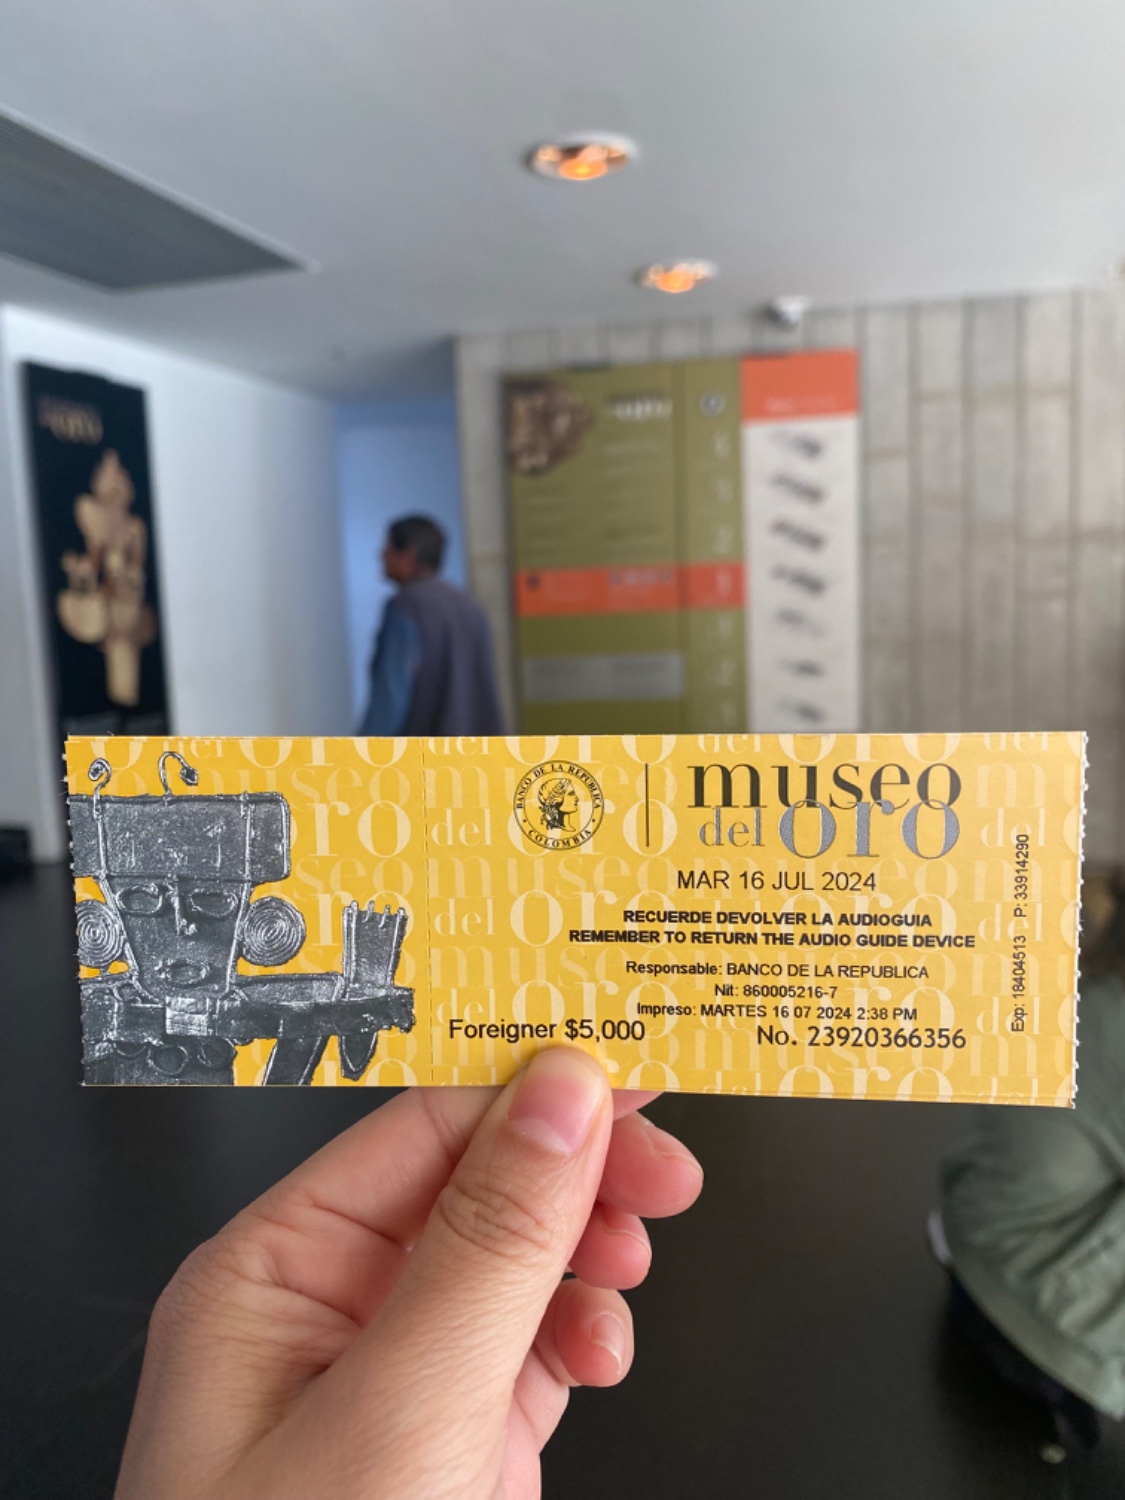 BANCO DE LA REPUBLICA
COLOMBIA
museo
del oro
MAR 16 JUL 2024
RECUERDE DEVOLVER LA AUDIOGUIA
REMEMBER TO RETURN THE AUDIO GUIDE DEVICE
Responsable: BANCO DE LA REPUBLICA
Nit: 860005216-7
Impreso: MARTES 16 07 2024 2:38 PM
Foreigner $5,000
No. 23920366356
Exp: 18404513 P: 33914290